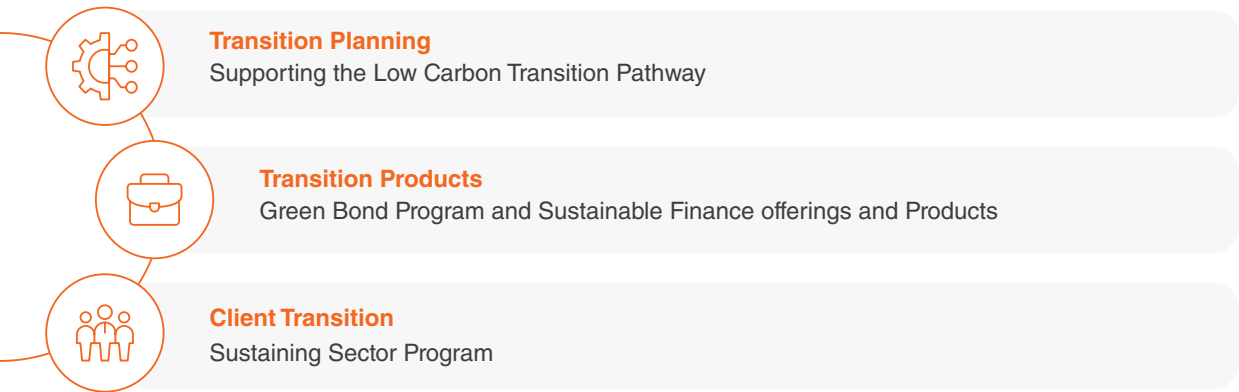 Transition Planning
Supporting the Low Carbon Transition Pathway
Transition Products
Green Bond Program and Sustainable Finance offerings and Products
Client Transition
Sustaining Sector Program